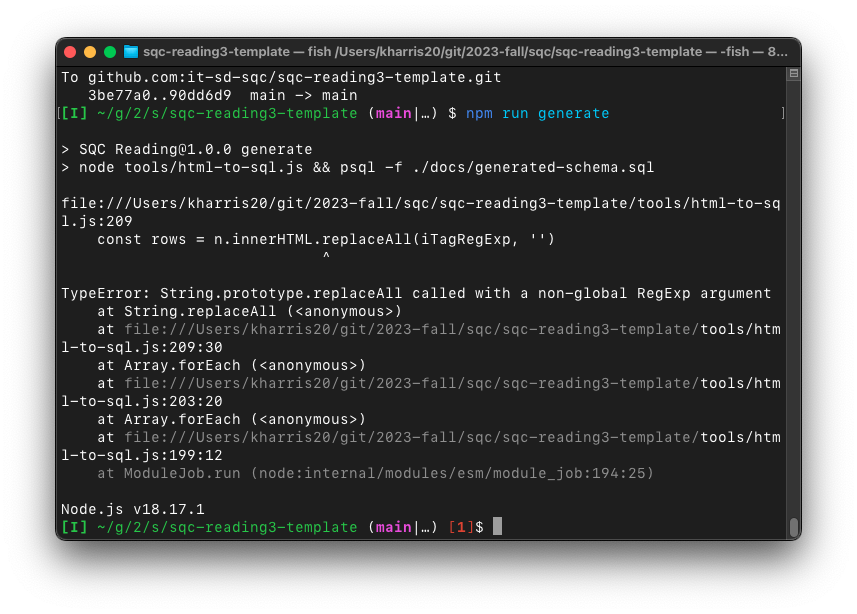 sqc-reading3-template — fish /Users/kharris20/git/2023-fall/sqc/sqc-reading3-template — -fish — 8...
To github.com:it-sd-sqc/sqc-reading3-template.git
   3be77a0..90dd6d9  main -> main
[[I] ~/g/2/s/sqc-reading3-template (main|…) $ npm run generate ]
> SQC Reading@1.0.0 generate
> node tools/html-to-sql.js && psql -f ./docs/generated-schema.sql
file:///Users/kharris20/git/2023-fall/sqc/sqc-reading3-template/tools/html-to-sq
l.js:209
    const rows = n.innerHTML.replaceAll(iTagRegExp, '')
                             ^
TypeError: String.prototype.replaceAll called with a non-global RegExp argument
    at String.replaceAll (<anonymous>)
    at file:///Users/kharris20/git/2023-fall/sqc/sqc-reading3-template/tools/htm
l-to-sql.js:209:30
    at Array.forEach (<anonymous>)
    at file:///Users/kharris20/git/2023-fall/sqc/sqc-reading3-template/tools/htm
l-to-sql.js:203:20
    at Array.forEach (<anonymous>)
    at file:///Users/kharris20/git/2023-fall/sqc/sqc-reading3-template/tools/htm
l-to-sql.js:199:12
    at ModuleJob.run (node:internal/modules/esm/module_job:194:25)
Node.js v18.17.1
[I] ~/g/2/s/sqc-reading3-template (main|…) [1]$